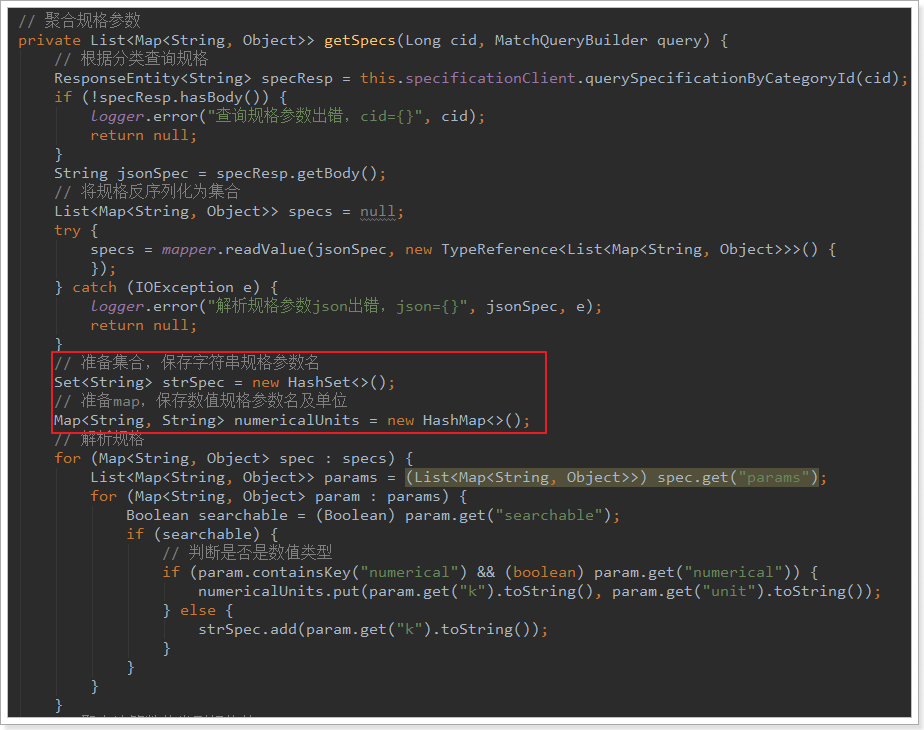 // 聚合规格参数
private List<Map<String, Object>> getSpecs(Long cid, MatchQueryBuilder query) {
// 根据分类查询规格
ResponseEntity<String> specResp = this.specificationClient.querySpecificationByCategoryId(cid);
if (!specResp.hasBody()) {
logger.error("查询规格参数出错，cid={}", cid);
return null;
}
String jsonSpec = specResp.getBody();
// 将规格反序列化为集合
List<Map<String, Object>> specs = null;
try {
specs = mapper.readValue(jsonSpec, new TypeReference<List<Map<String, Object>>>() {
});
} catch (IOException e) {
logger.error("解析规格参数json出错，json={}", jsonSpec, e);
return null;
}
// 准备集合，保存字符串规格参数名
Set<String> strSpec = new HashSet<>();
// 准备map，保存数值规格参数名及单位
Map<String, String> numericalUnits = new HashMap<>();
// 解析规格
for (Map<String, Object> spec : specs) {
List<Map<String, Object>> params = (List<Map<String, Object>>) spec.get("params");
for (Map<String, Object> param : params) {
Boolean searchable = (Boolean) param.get("searchable");
if (searchable) {
// 判断是否是数值类型
if (param.containsKey("numerical") && (boolean) param.get("numerical")) {
numericalUnits.put(param.get("k").toString(), param.get("unit").toString());
} else {
strSpec.add(param.get("k").toString());
}
}
}
}